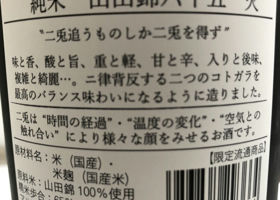 純米 山田錦六十五 火
"二兎追うものしか二兎を得ず"
味と香、酸と旨、重と軽、甘と辛、入りと後味、
複雑と綺麗…。ニ律背反する二つのコトガラを
最高のバランス味わいになるように造りました。
二兎は"時間の経過"・"温度の変化"・"空気との
触れ合い"により様々な顔をみせるお酒です。
米（国産）・
米麹（国産米）
原料米：山田錦100％使用
【限定流通商品】